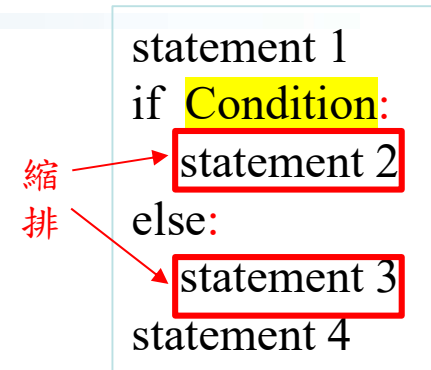 statement 1
if Condition:
statement 2
else:
statement 3
statement 4
縮
排